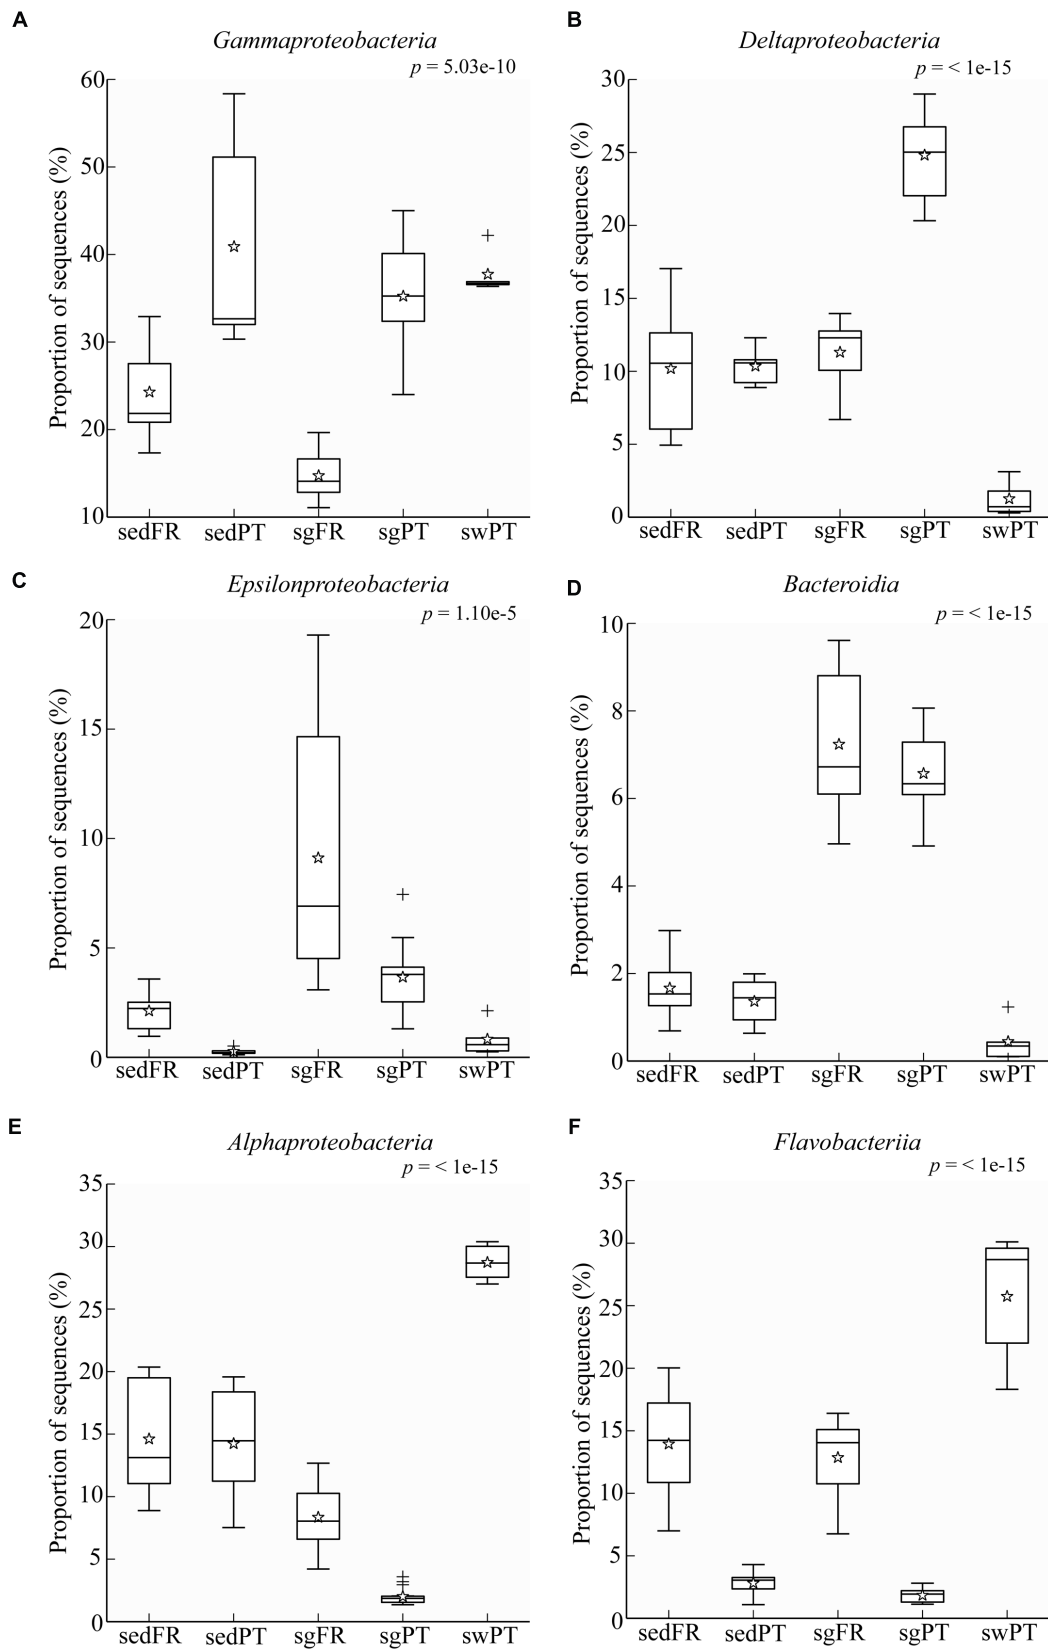 A
Gammaproteobacteria
p = 5.03e-10
Proportion of sequences (%)
60
50
40
30
20
10
sedFR sedPT sgFR sgPT swPT
B
Deltaproteobacteria
p = < 1e-15
Proportion of sequences (%)
30
25
20
15
10
5
0
sedFR sedPT sgFR sgPT swPT
C
Epsilonproteobacteria
p = 1.10e-5
Proportion of sequences (%)
20
15
10
5
0
sedFR sedPT sgFR sgPT swPT
D
Bacteroidia
p = < 1e-15
Proportion of sequences (%)
10
8
6
4
2
0
sedFR sedPT sgFR sgPT swPT
E
Alphaproteobacteria
p = < 1e-15
Proportion of sequences (%)
35
30
25
20
15
10
5
0
sedFR sedPT sgFR sgPT swPT
F
Flavobacteriia
p = < 1e-15
Proportion of sequences (%)
35
30
25
20
15
10
5
0
sedFR sedPT sgFR sgPT swPT